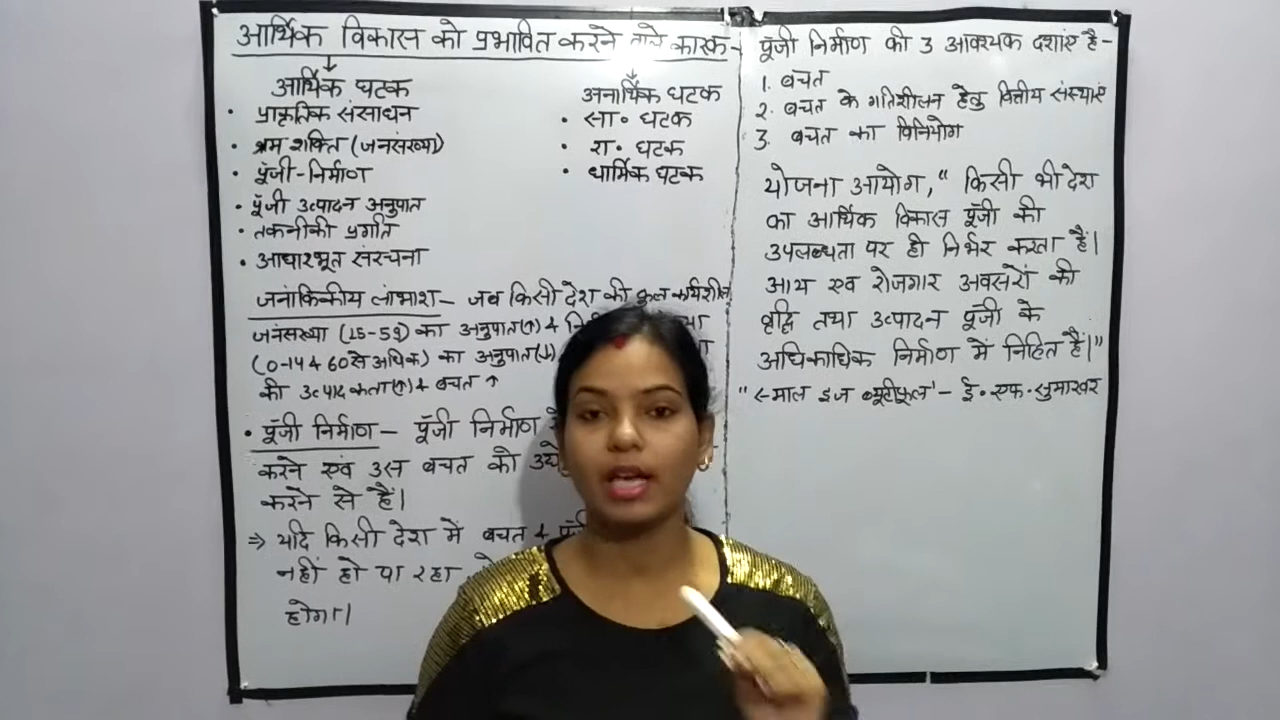 आर्थिक विकास को प्रभावित करने वाले कारक -
आर्थिक घटक
• प्राकृतिक संसाधन
• श्रम शक्ति (जनसंख्या)
• पूँजी-निर्माण
• पूँजी उत्पादन अनुपात
• तकनीकी प्रगति
• आधारभूत संरचना
अनार्थिक घटक
• सा॰ घटक
• रा॰ घटक
• धार्मिक घटक
जनांकिकीय लाभांश - जब किसी देश की कुल कार्यशील
जनसंख्या (15-59) का अनुपात(↑) &
(0-14 & 60 से अधिक) का अनुपात(↓)
की उत्पादकता(↑) & बचत ↑
• पूँजी निर्माण - पूँजी निर्माण
करने एवं उस बचत को
करने से है।
⇒ यदि किसी देश में बचत &
नहीं हो पा रहा
होगा।
पूँजी निर्माण की 3 आवश्यक दशाएं है -
1. बचत
2. बचत के गतिशीलन हेतु वित्तीय संस्थाएं
3. बचत का विनियोग
योजना आयोग, " किसी भी देश
का आर्थिक विकास पूँजी की
उपलब्धता पर ही निर्भर करता है।
आय एवं रोजगार अवसरों की
वृद्धि तथा उत्पादन पूँजी के
अधिकाधिक निर्माण में निहित है।"
"स्माल इज ब्यूटीफुल' - ई॰ एफ॰ शुमाखर